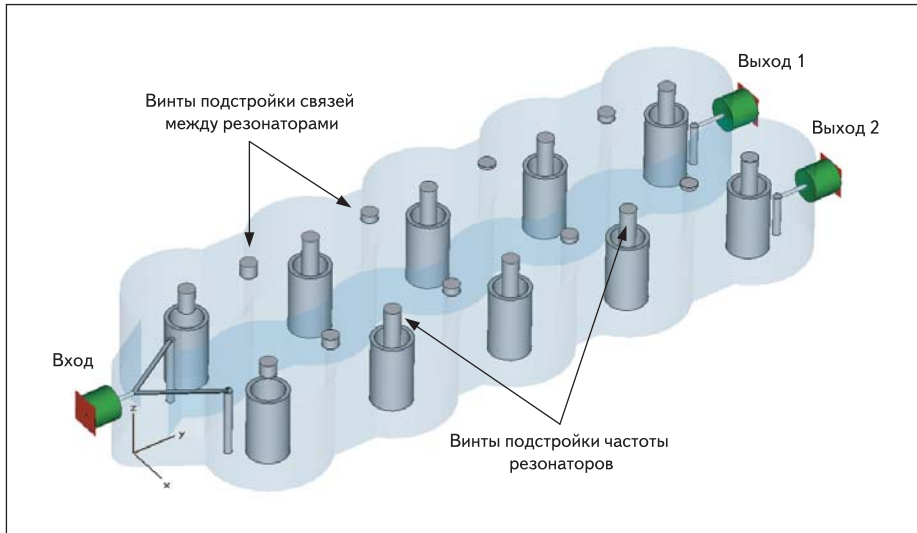 Выход 1
Винты подстройки связей
между резонаторами
Выход 2
Вход
z
y
x
Винты подстройки частоты
резонаторов